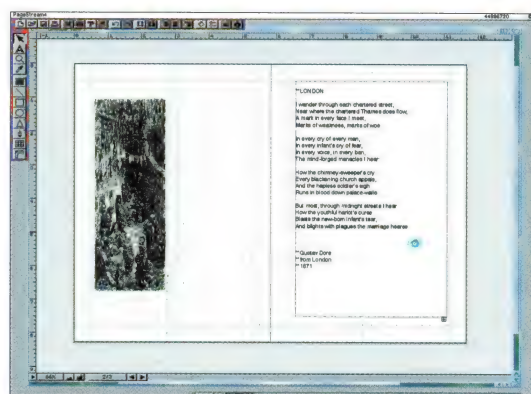 PageStream4
44886720
"LONDON
I wander through each chartered street,
Near where the chartered Thames does flow,
A mark in every face I meet,
Marks of weakness, marks of woe
In every cry of every man,
In every infant's cry of fear,
In every voice, in every ban,
The mind-forged manacles I hear
How the chimney-sweeper's cry
Every blackening church appals,
And the hapless soldier's sigh
Runs in blood down palace-walls
But most, through midnight streets I hear
How the youthful harlot's curse
Blasts the new-born infant's tear,
And blights with plagues the marriage hearse
"Gustav Dore
"from London
"1871